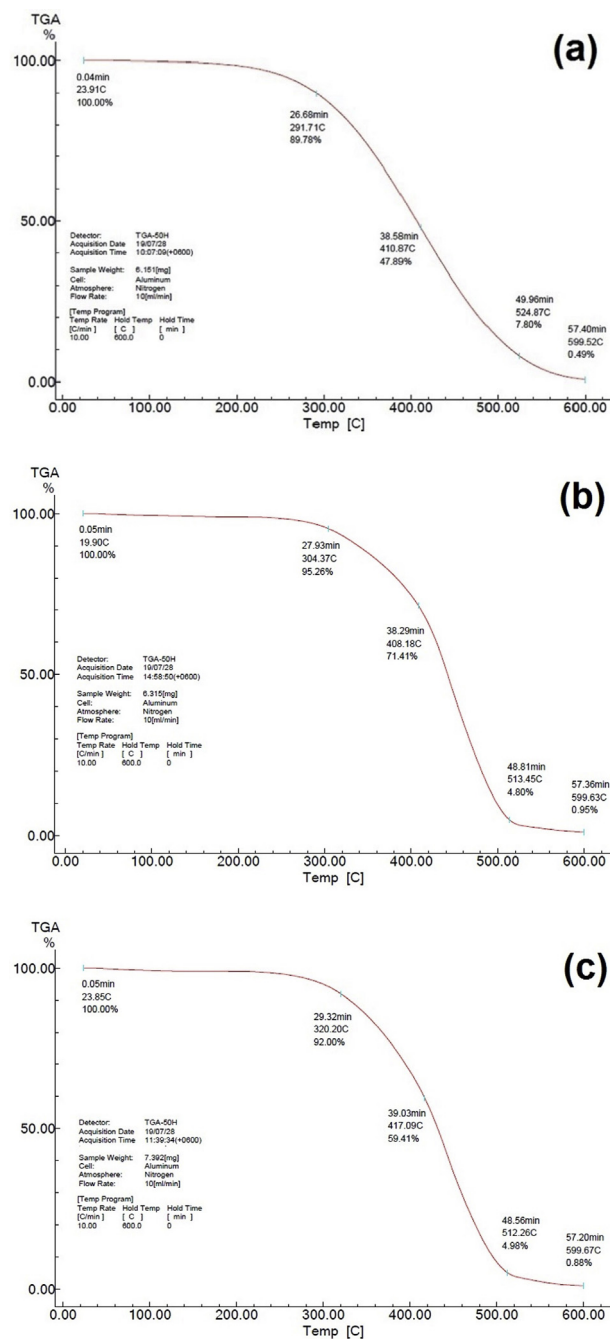 TGA
%
(a)
100.00
0.04min
23.91C
100.00%
26.68min
291.71C
89.78%
50.00
38.58min
410.87C
47.89%
Detector: TGA-50H
Acquisition Date 19/07/28
Acquisition Time 10:07:09(+0600)
Sample Weight: 6.151[mg]
Cell: Aluminum
Atmosphere: Nitrogen
Flow Rate: 10[ml/min]
[Temp Program]
Temp Rate Hold Temp Hold Time
[C/min] [ C ] [ min ]
10.00 600.0 0
49.96min
524.87C
7.80%
57.40min
599.52C
0.49%
0.00
0.00 100.00 200.00 300.00 400.00 500.00 600.00
Temp [C]
TGA
%
(b)
100.00
0.05min
19.90C
100.00%
27.93min
304.37C
95.26%
38.29min
408.18C
71.41%
50.00
Detector: TGA-50H
Acquisition Date 19/07/28
Acquisition Time 14:58:50(+0600)
Sample Weight: 6.315[mg]
Cell: Aluminum
Atmosphere: Nitrogen
Flow Rate: 10[ml/min]
[Temp Program]
Temp Rate Hold Temp Hold Time
[C/min] [ C ] [ min ]
10.00 600.0 0
48.81min
513.45C
4.80%
57.36min
599.63C
0.95%
0.00
0.00 100.00 200.00 300.00 400.00 500.00 600.00
Temp [C]
TGA
%
(c)
100.00
0.05min
23.85C
100.00%
29.32min
320.20C
92.00%
39.03min
417.09C
59.41%
50.00
Detector: TGA-50H
Acquisition Date 19/07/28
Acquisition Time 11:39:34(+0600)
Sample Weight: 7.392[mg]
Cell: Aluminum
Atmosphere: Nitrogen
Flow Rate: 10[ml/min]
[Temp Program]
Temp Rate Hold Temp Hold Time
[C/min] [ C ] [ min ]
10.00 600.0 0
48.56min
512.26C
4.98%
57.20min
599.67C
0.88%
0.00
0.00 100.00 200.00 300.00 400.00 500.00 600.00
Temp [C]